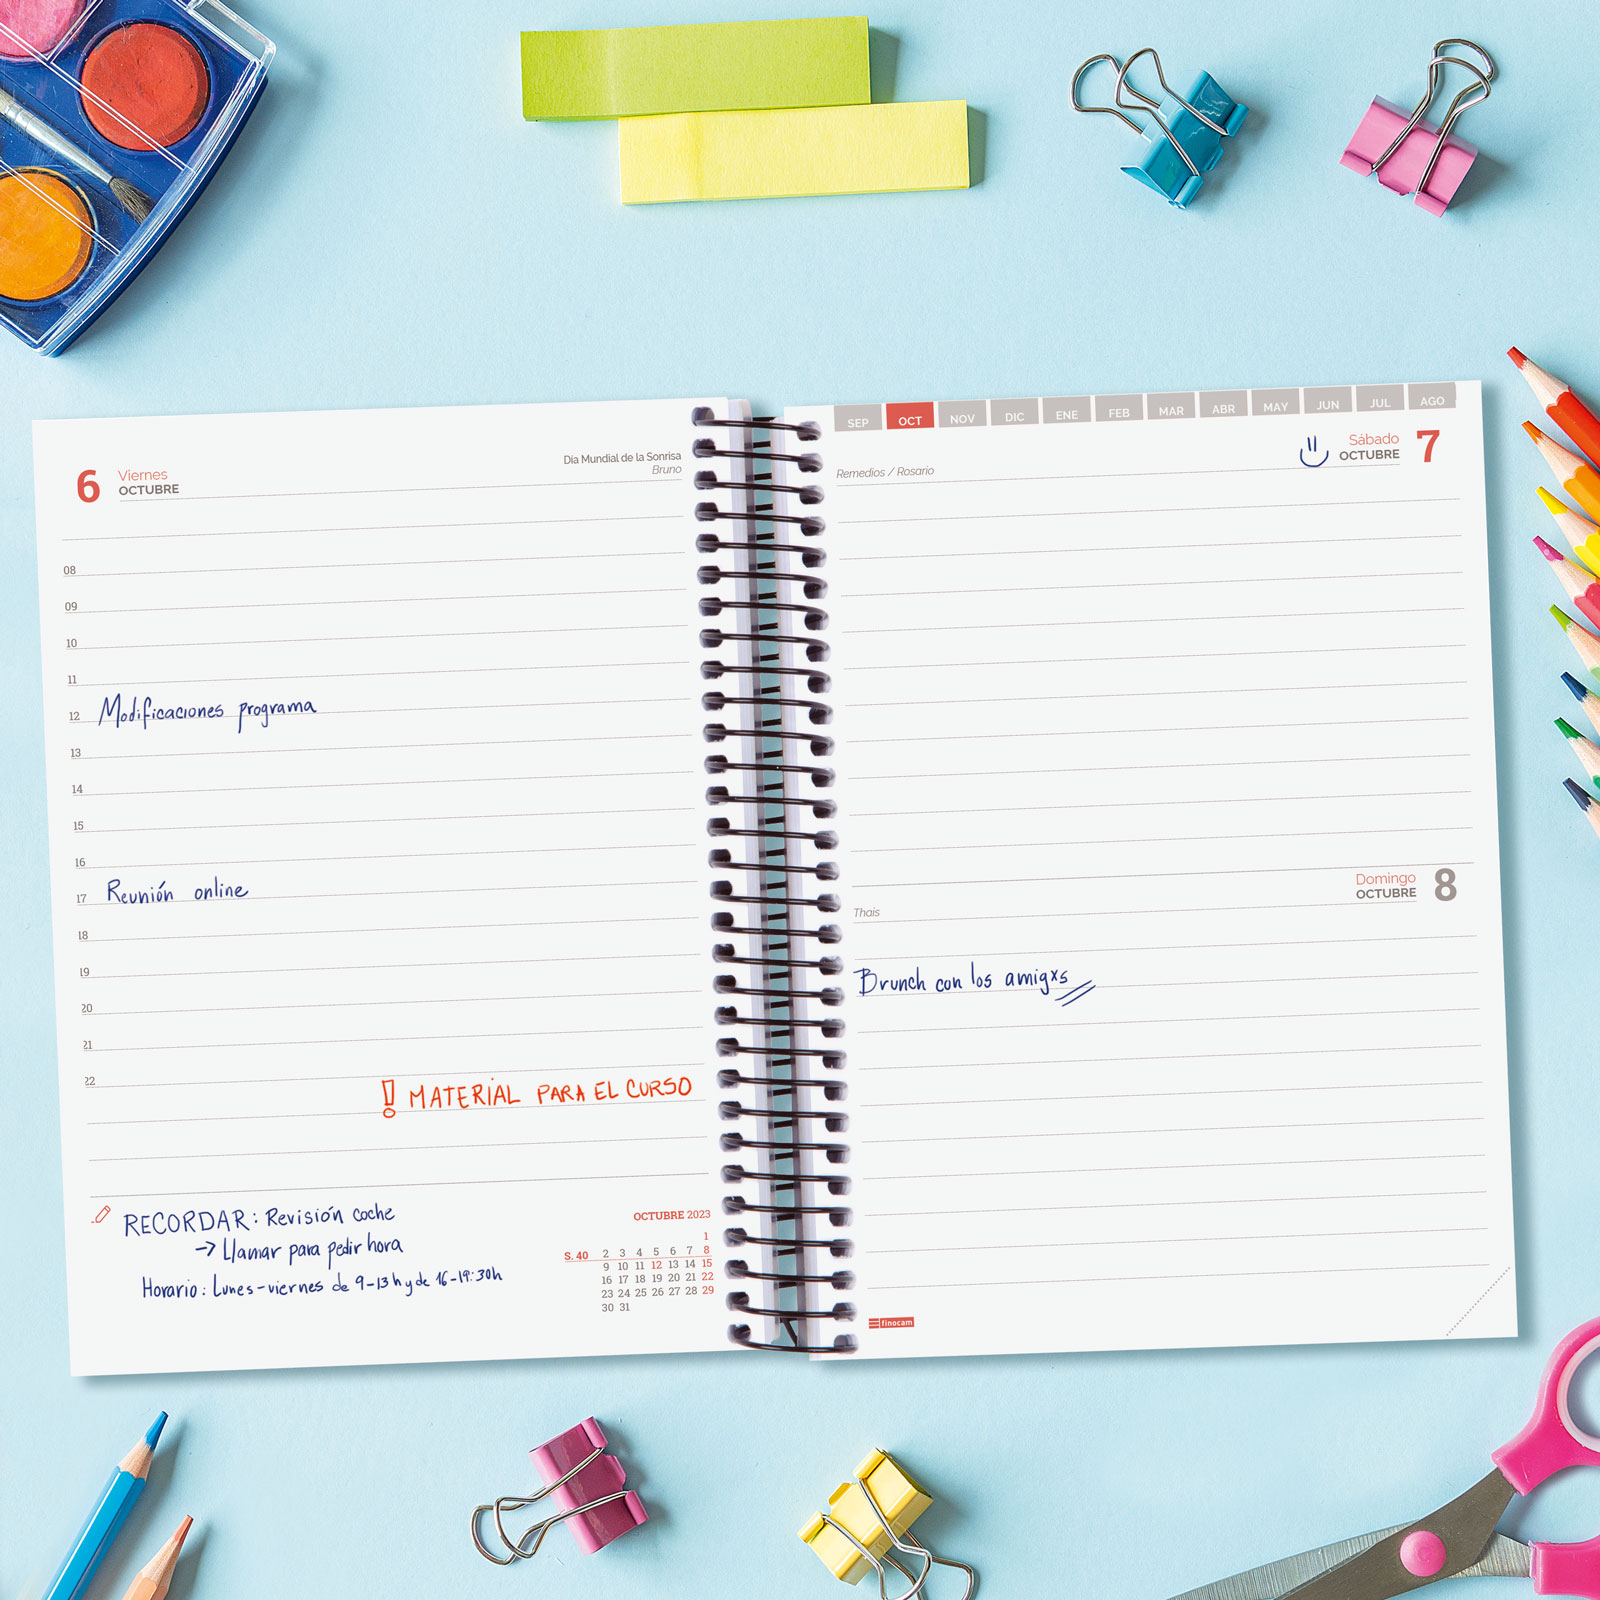 6 Viernes
OCTUBRE
Día Mundial de la Sonrisa
Bruno
08
09
10
11
12 Modificaciones programa
13
14
15
16
17 Reunión online
18
19
20
21
22
! MATERIAL PARA EL CURSO
RECORDAR: Revisión coche
→ Llamar para pedir hora
Horario: Lunes-viernes de 9-13h y de 16-19:30h
OCTUBRE 2023
1
S. 40 2 3 4 5 6 7 8
9 10 11 12 13 14 15
16 17 18 19 20 21 22
23 24 25 26 27 28 29
30 31
SEP OCT NOV DIC ENE FEB MAR ABR MAY JUN JUL AGO
Remedios / Rosario
Sábado 7
OCTUBRE
Domingo 8
OCTUBRE
Thais
Brunch con los amigxs
finocam